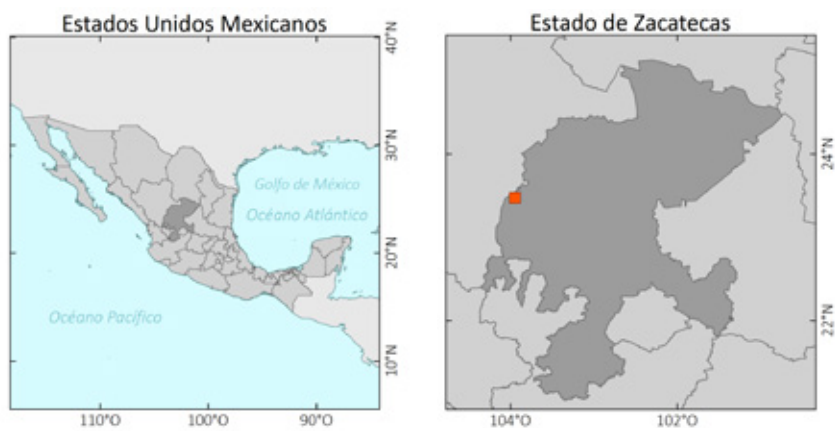 Estados Unidos Mexicanos
40°N
30°N
Golfo de México
Océano Atlántico
20°N
Océano Pacífico
10°N
110°O
100°O
90°O
Estado de Zacatecas
24°N
22°N
104°O
102°O